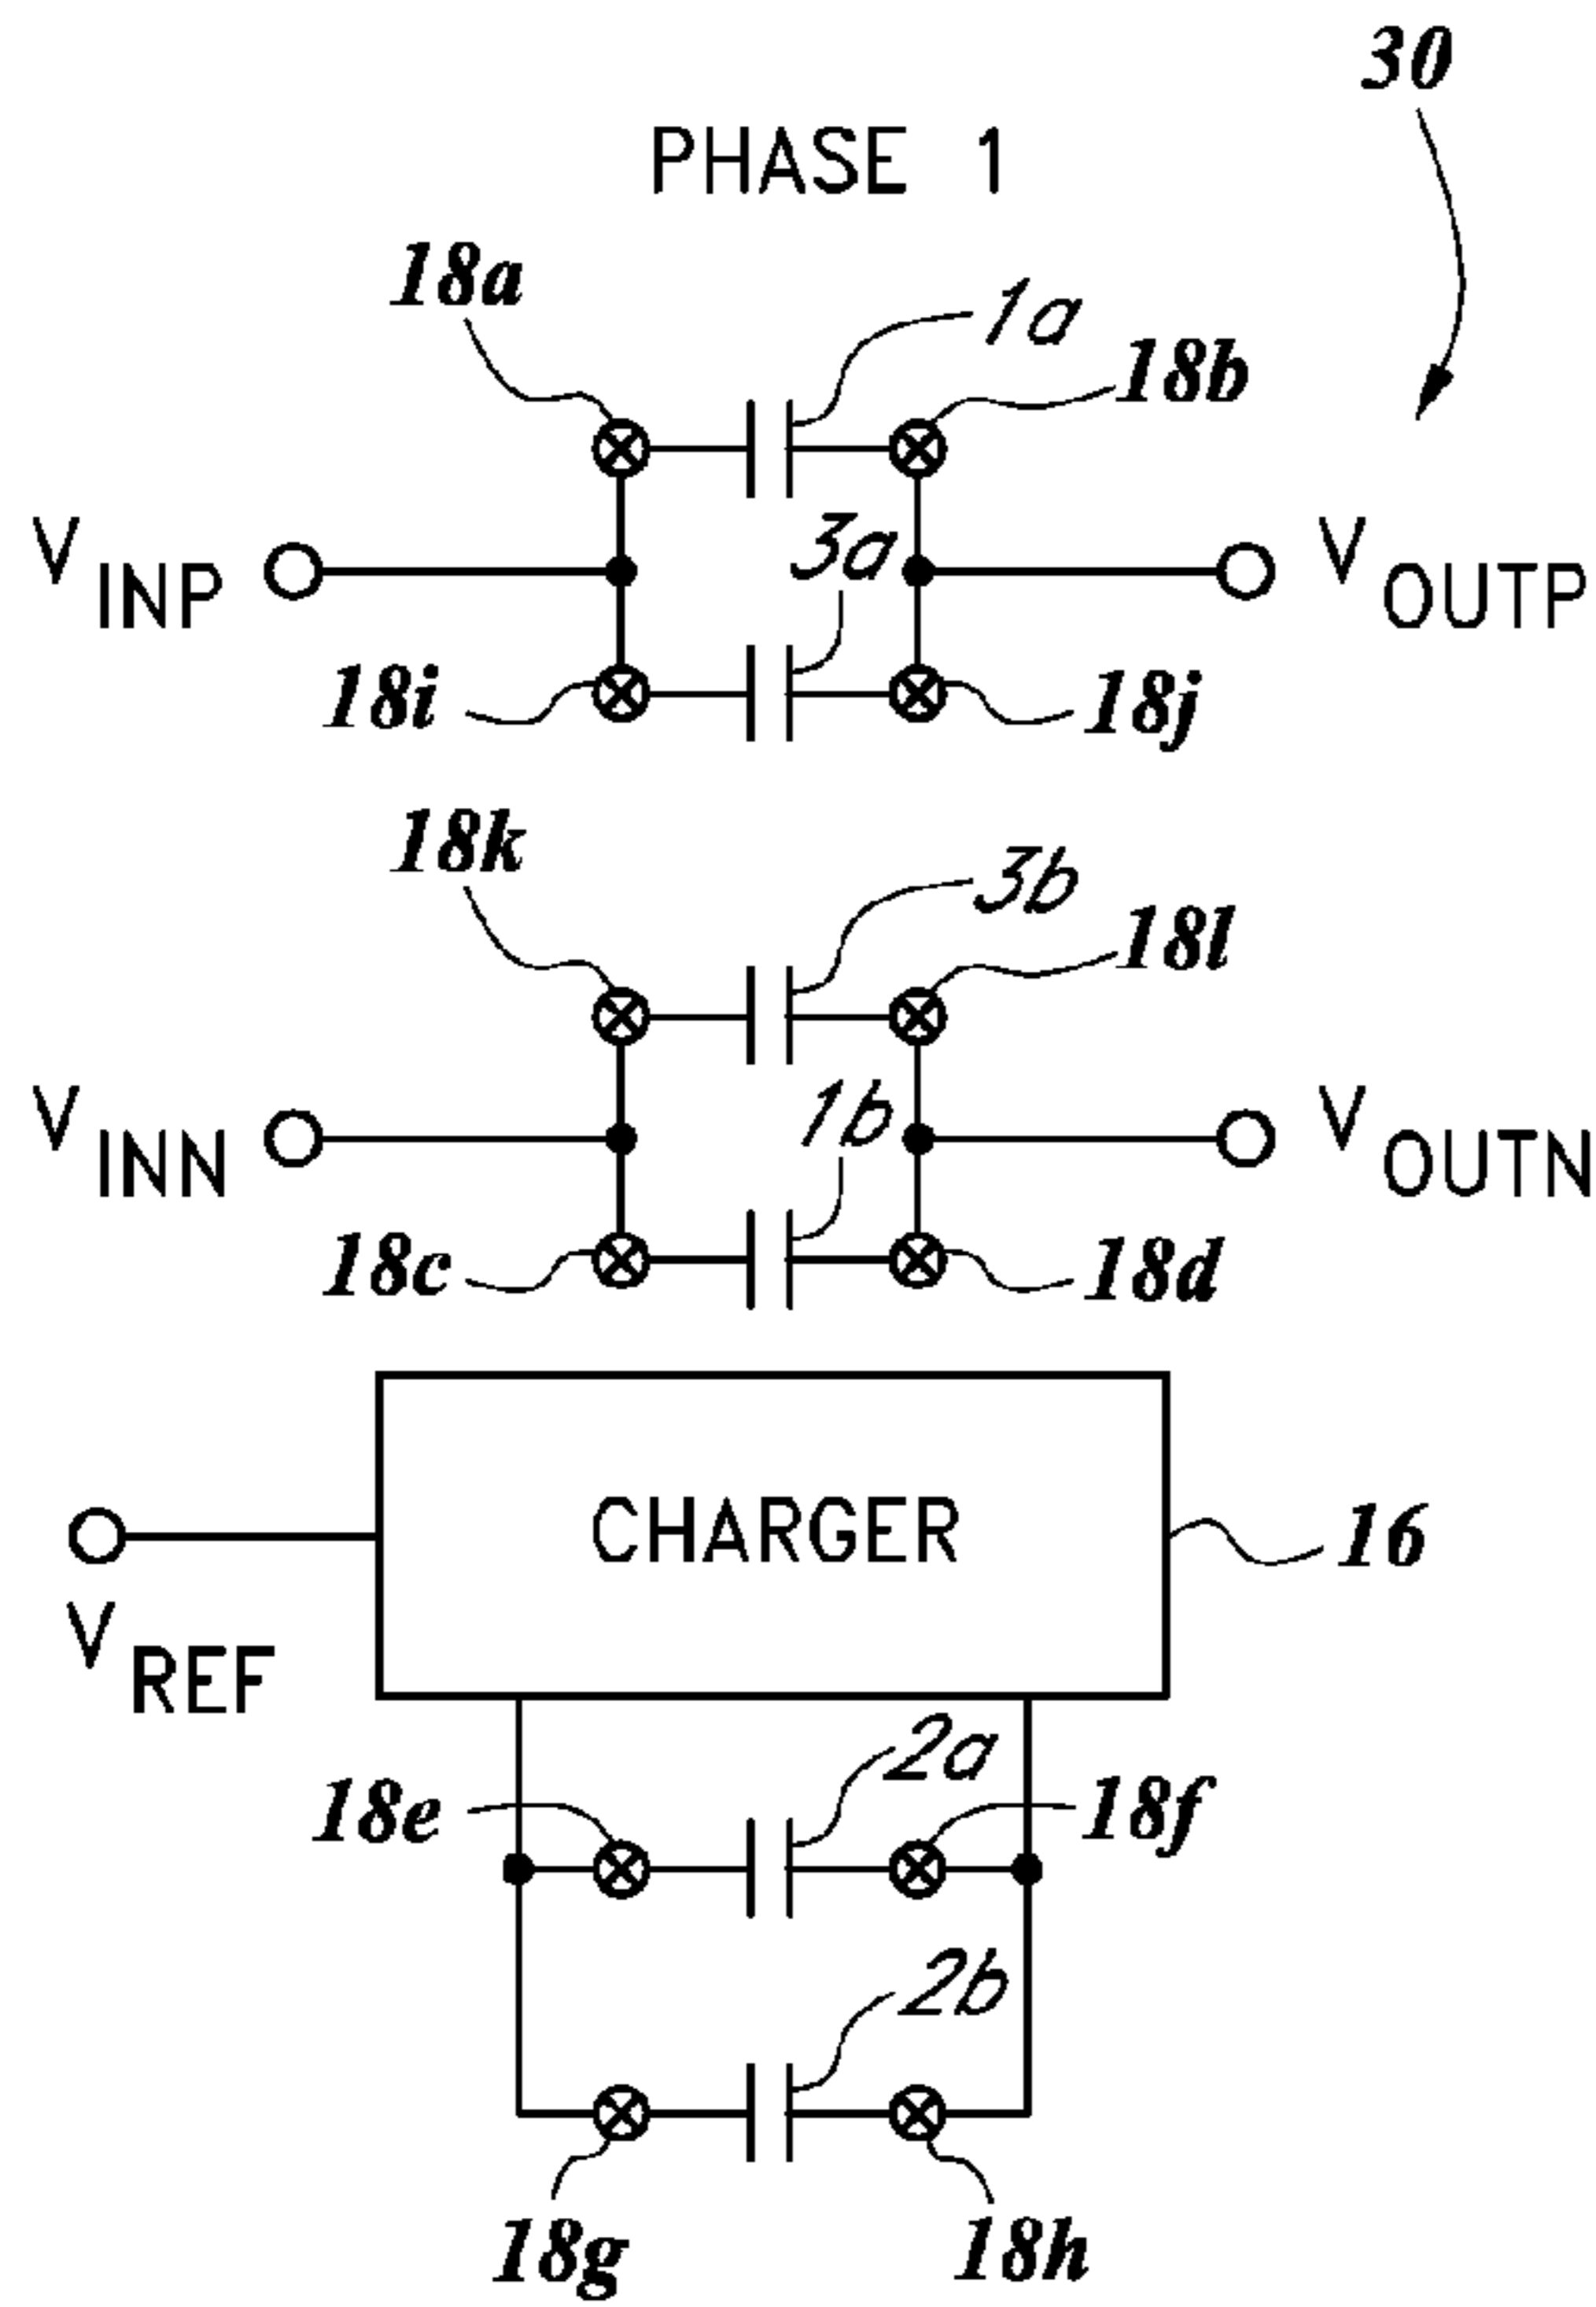 30
PHASE 1
18a
1a
18b
V INP
3a
V OUTP
18i
18j
18k
3b
18l
V INN
1b
V OUTN
18c
18d
CHARGER
16
V REF
2a
18e
18f
2b
18g
18h